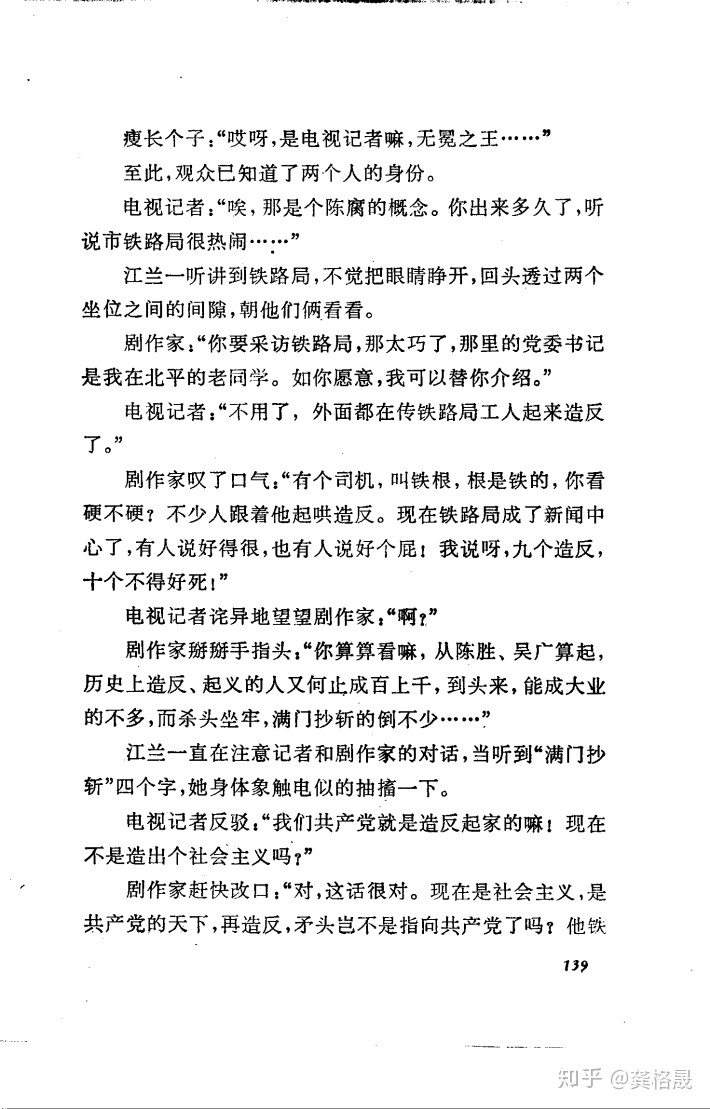 瘦长个子：“哎呀，是电视记者嘛，无冕之王……”
至此，观众已知道了两个人的身份。
电视记者：“唉，那是个陈腐的概念。你出来多久了，听
说市铁路局很热闹……”
江兰一听讲到铁路局，不觉把眼睛睁开，回头透过两个
坐位之间的间隙，朝他们俩看看。
剧作家：“你要采访铁路局，那太巧了，那里的党委书记
是我在北平的老同学。如你愿意，我可以替你介绍。”
电视记者：“不用了，外面都在传铁路局工人起来造反
了。”
剧作家叹了口气：“有个司机，叫铁根，根是铁的，你看
硬不硬？不少人跟着他起哄造反。现在铁路局成了新闻中
心了，有人说好得很，也有人说好个屁！我说呀，九个造反，
十个不得好死！”
电视记者诧异地望望剧作家：“啊？”
剧作家掰掰手指头：“你算算看嘛，从陈胜、吴广算起，
历史上造反、起义的人又何止成百上千，到头来，能成大业
的不多，而杀头坐牢，满门抄斩的倒不少……”
江兰一直在注意记者和剧作家的对话，当听到“满门抄
斩”四个字，她身体象触电似的抽搐一下。
电视记者反驳：“我们共产党就是造反起家的嘛！现在
不是造出个社会主义吗？”
剧作家赶快改口：“对，这话很对。现在是社会主义，是
共产党的天下，再造反，矛头岂不是指向共产党了吗？他铁
139
知乎 @龚格晟